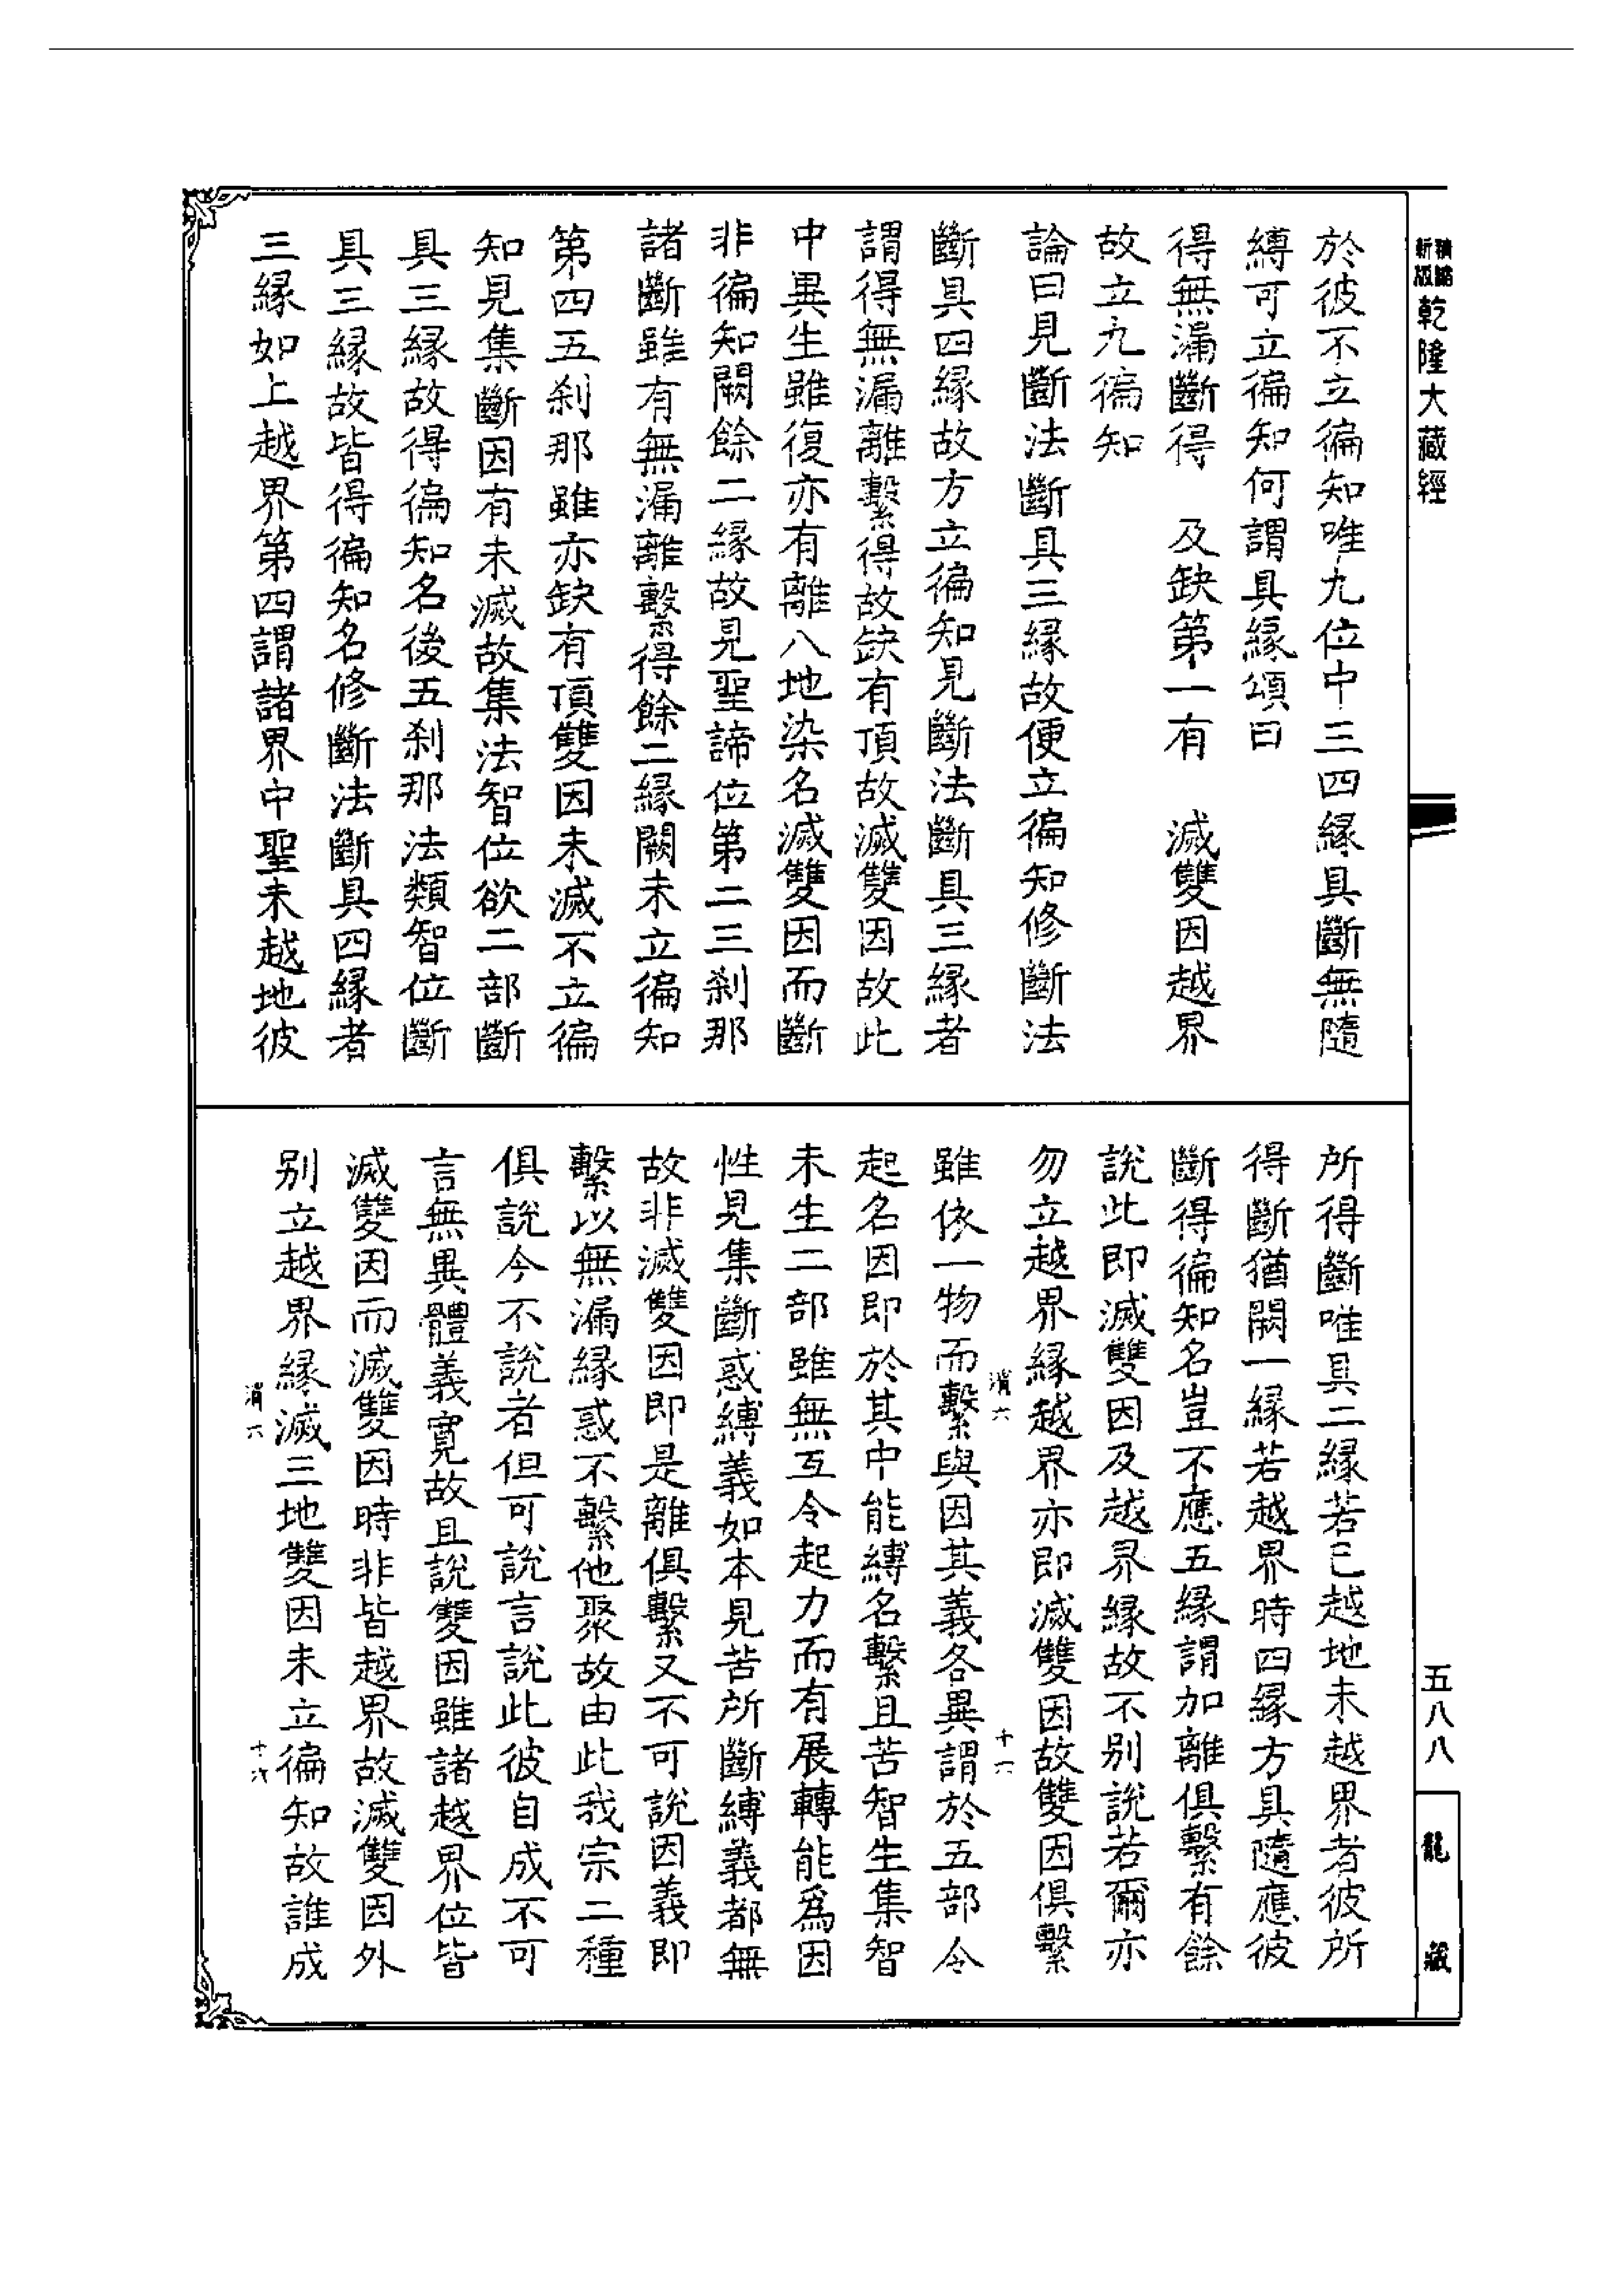 精縮
新版
乾隆大藏經
於彼不立徧知唯九位中三四緣具斷無隨
縛可立徧知何謂具緣頌曰
得無漏斷得　及缺第一有　滅雙因越界
故立九徧知
論曰見斷法斷具三緣故便立徧知修斷法
斷具四緣故方立徧知見斷法斷具三緣者
謂得無漏離繫得故缺有頂故滅雙因故此
中異生雖復亦有離八地染名滅雙因而斷
非徧知闕餘二緣故見聖諦位第二三剎那
諸斷雖有無漏離繫得餘二緣闕未立徧知
第四五剎那雖亦缺有頂雙因未滅不立徧
知見集斷因有未滅故集法智位欲二部斷
具三緣故得徧知名後五剎那法類智位斷
具三緣故皆得徧知名修斷法斷具四緣者
三緣如上越界第四謂諸界中聖未越地彼
所得斷唯具二緣若已越地未越界者彼所
得斷猶闕一緣若越界時四緣方具隨應彼
斷得徧知名豈不應五緣謂加離俱繫有餘
說此即滅雙因及越界緣故不別說若爾亦
勿立越界緣越界亦即滅雙因故雙因俱繫
雖依一物而繫與因其義各異謂於五部令
起名因即於其中能縛名繫且苦智生集智
未生二部雖無互令起力而有展轉能為因
性見集斷惑縛義如本見苦所斷縛義都無
故非滅雙因即是離俱繫又不可說因義即
繫以無漏緣惑不繫他聚故由此我宗二種
俱說今不說者但可說言說此彼自成不可
言無異體義寬故且說雙因雖諸越界位皆
滅雙因而滅雙因時非皆越界故滅雙因外
別立越界緣滅三地雙因未立徧知故誰成
五八八
龍藏